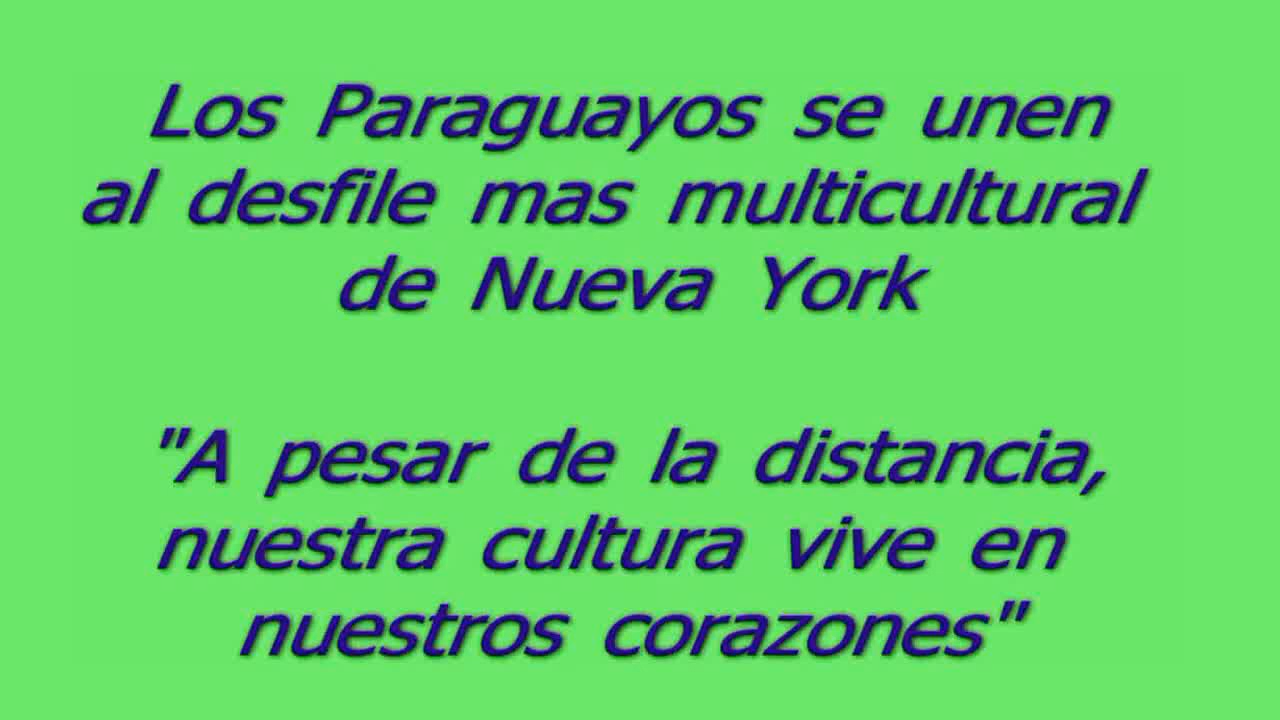 Los Paraguayos se unen
al desfile mas multicultural
de Nueva York
"A pesar de la distancia,
nuestra cultura vive en
nuestros corazones"